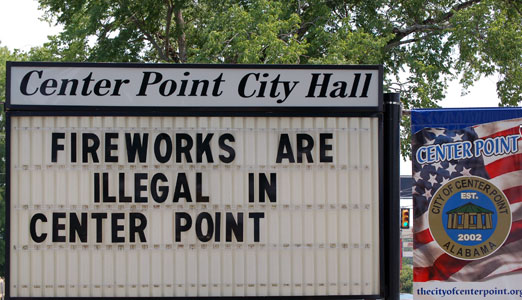 Center Point City Hall
FIREWORKS ARE
ILLEGAL IN
CENTER POINT
CENTER POINT
CITY OF CENTER POINT
EST.
2002
ALABAMA
thecityofcenterpoint.org